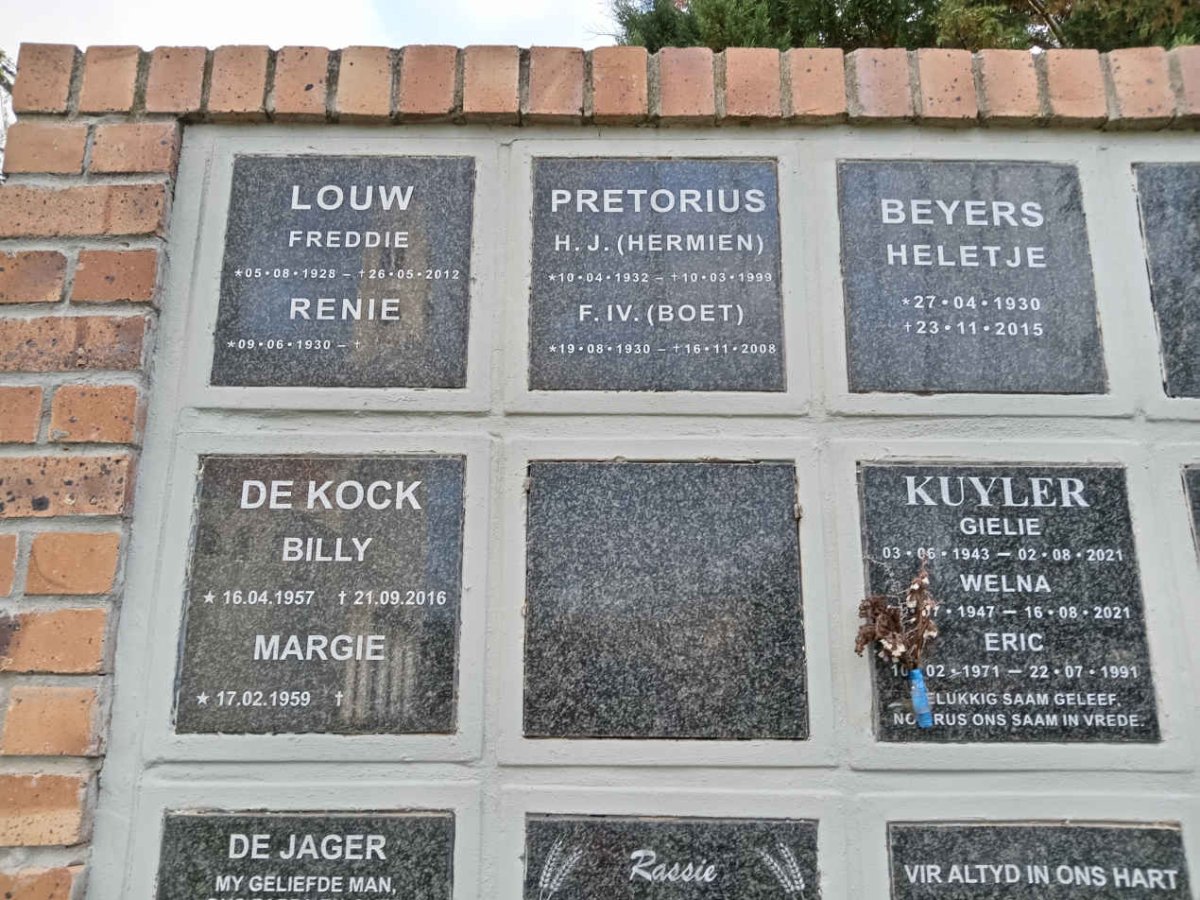 LOUW
FREDDIE
*05•08•1928 – †26•05•2012
RENIE
*09•06•1930 – †
PRETORIUS
H. J. (HERMIEN)
*10•04•1932 – †10•03•1999
F. IV. (BOET)
*19•08•1930 – †16•11•2008
BEYERS
HELETJE
*27•04•1930
†23•11•2015
DE KOCK
BILLY
★ 16.04.1957 † 21.09.2016
MARGIE
★ 17.02.1959 †
KUYLER
GIELIE
03•06•1943 – 02•08•2021
WELNA
1947 – 16•08•2021
ERIC
02•1971 – 22•07•1991
SAAM GELEEF,
ONS SAAM IN VREDE.
DE JAGER
MY GELIEFDE MAN,
Rassie
VIR ALTYD IN ONS HART